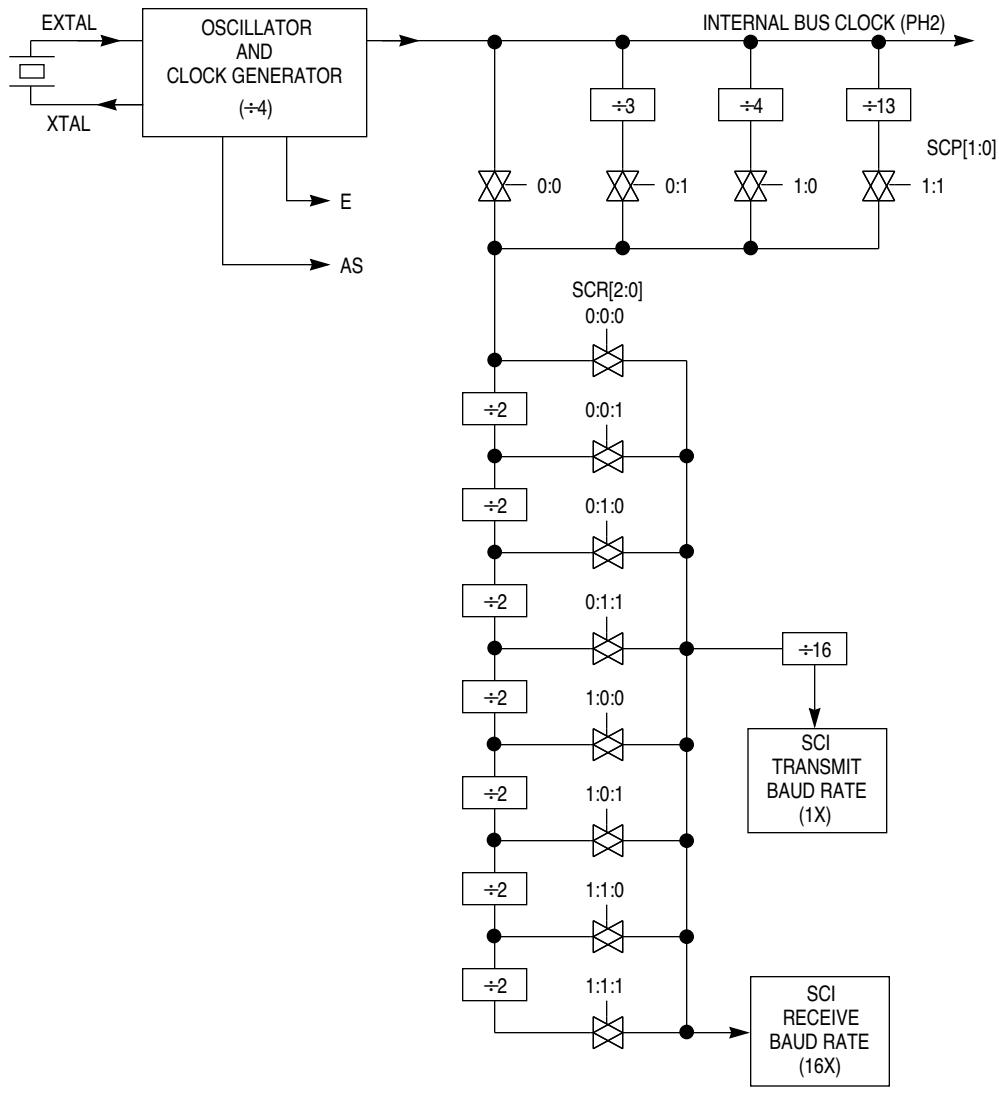 EXTAL
XTAL
OSCILLATOR
AND
CLOCK GENERATOR
(÷4)
E
AS
INTERNAL BUS CLOCK (PH2)
÷3
÷4
÷13
SCP[1:0]
0:0
0:1
1:0
1:1
SCR[2:0]
0:0:0
÷2
0:0:1
÷2
0:1:0
÷2
0:1:1
÷16
÷2
1:0:0
SCI
TRANSMIT
BAUD RATE
(1X)
÷2
1:0:1
÷2
1:1:0
÷2
1:1:1
SCI
RECEIVE
BAUD RATE
(16X)